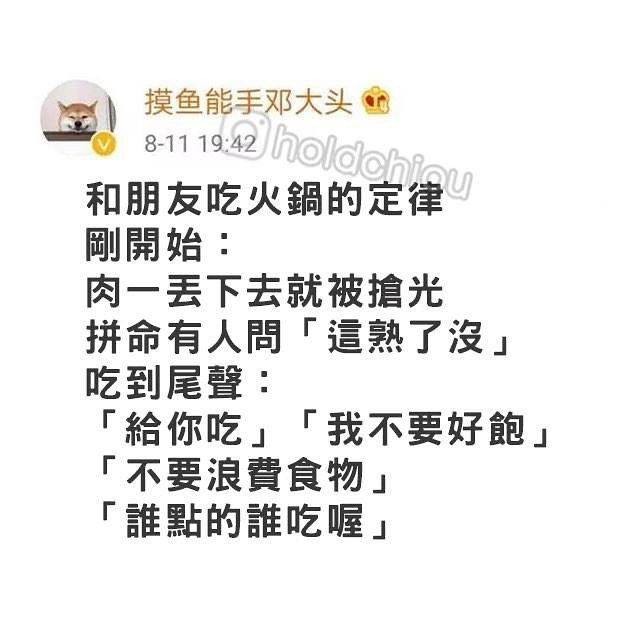 摸鱼能手邓大头
8-11 19:42
holdchiou
和朋友吃火鍋的定律
剛開始：
肉一丟下去就被搶光
拼命有人問「這熟了沒」
吃到尾聲：
「給你吃」「我不要好飽」
「不要浪費食物」
「誰點的誰吃喔」